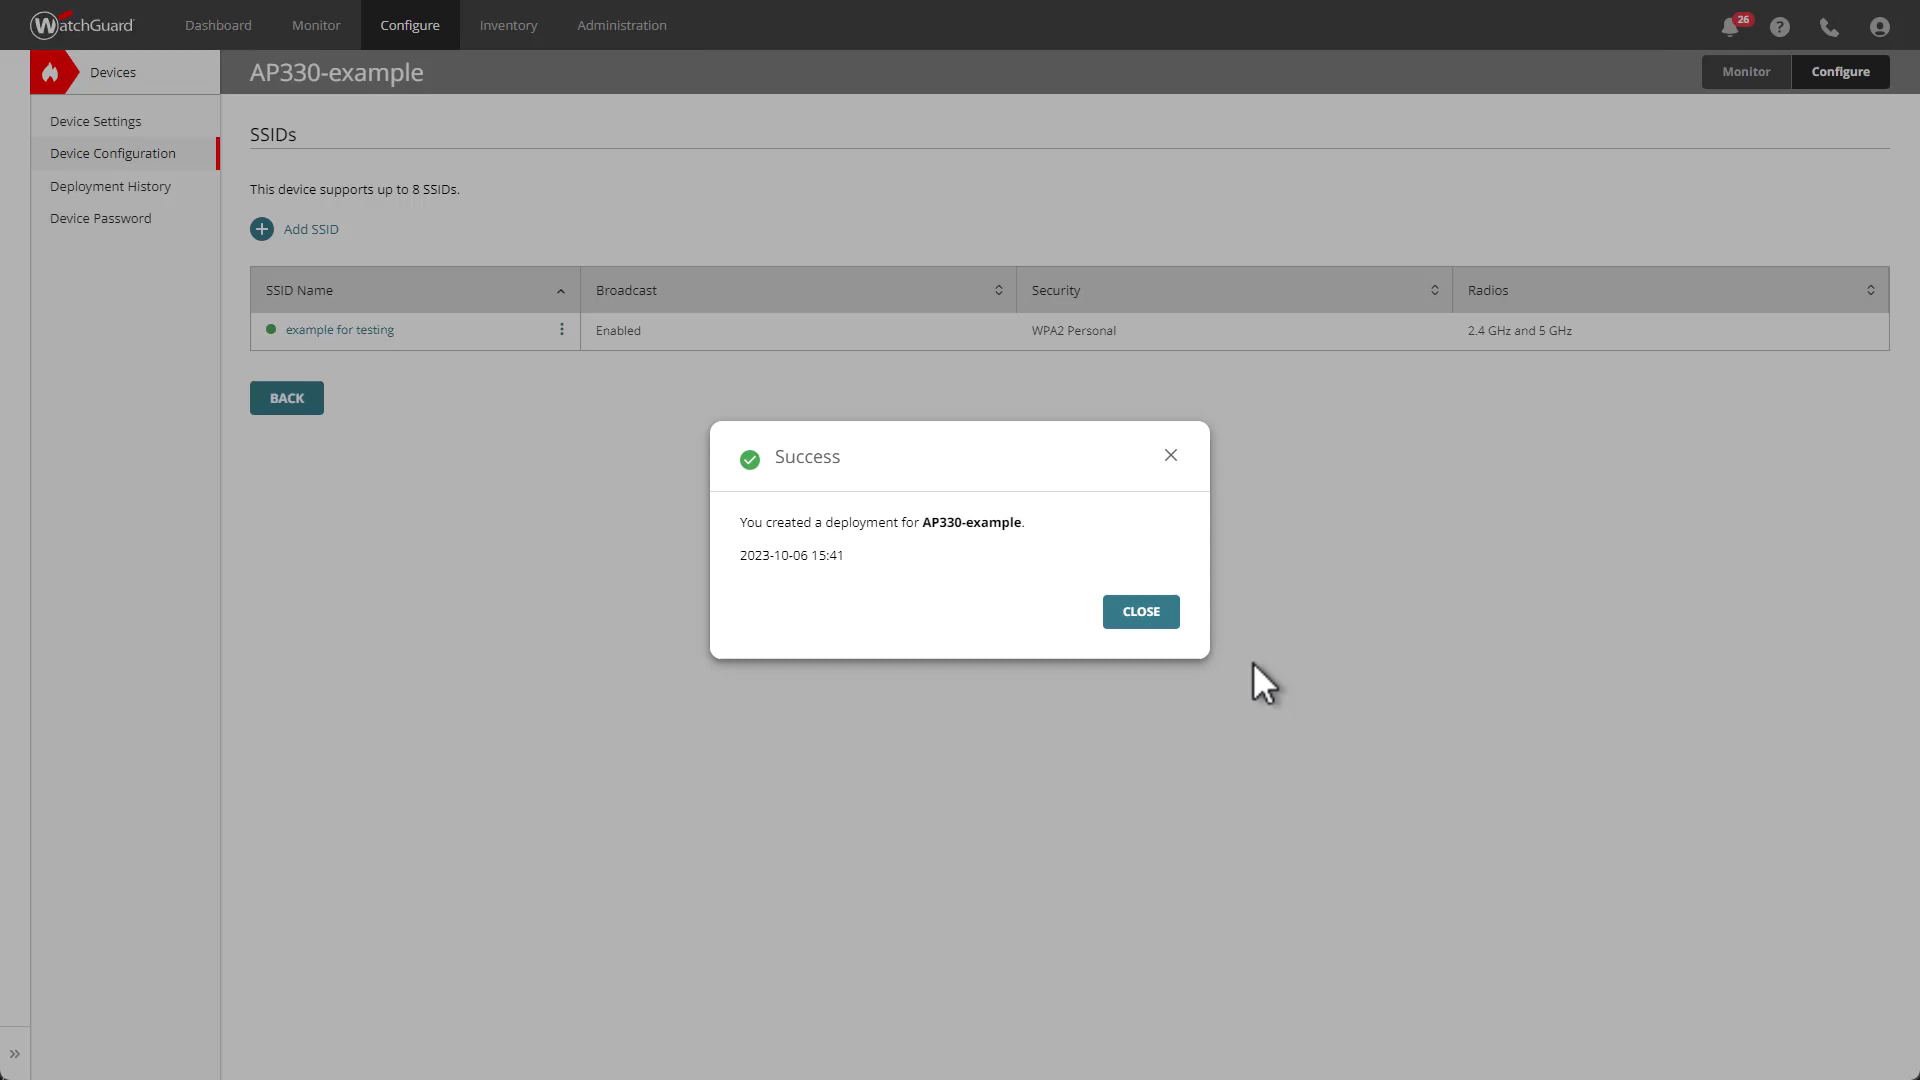 WatchGuard
Dashboard
Monitor
Configure
Inventory
Administration
26
Devices
AP330-example
Monitor
Configure
Device Settings
Device Configuration
Deployment History
Device Password
SSIDs
This device supports up to 8 SSIDs.
Add SSID
SSID Name
Broadcast
Security
Radios
example for testing
Enabled
WPA2 Personal
2.4 GHz and 5 GHz
BACK
Success
You created a deployment for AP330-example.
2023-10-06 15:41
CLOSE